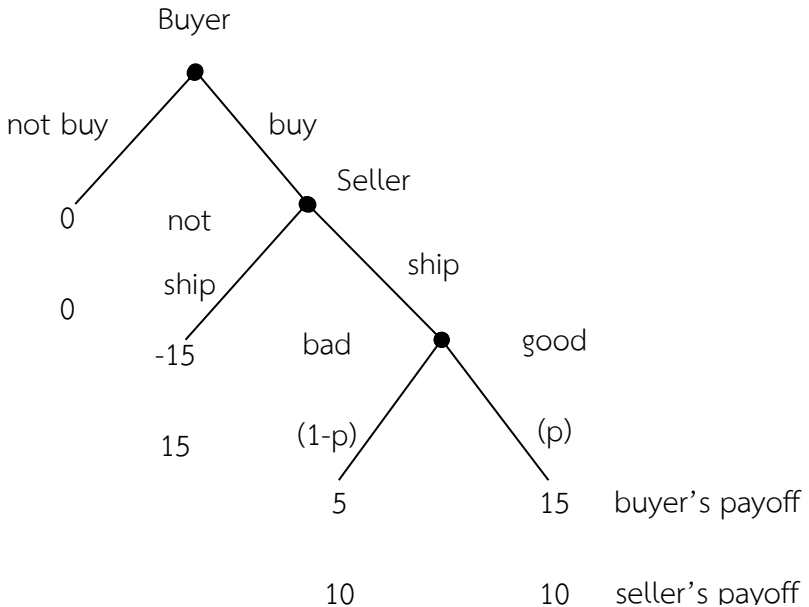 Buyer
not buy
buy
Seller
0
not
ship
ship
0
bad
good
-15
15
(1-p)
(p)
5
15
buyer’s payoff
10
10
seller’s payoff